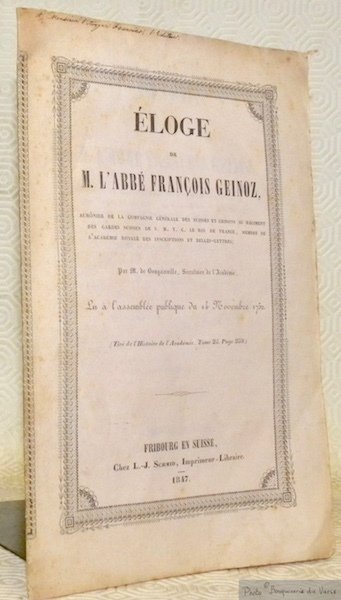 ÉLOGE
DE
M. L'ABBÉ FRANÇOIS GEINOZ,
AUMÔNIER DE LA COMPAGNIE GÉNÉRALE DES SUISSES ET GRISONS AU RÉGIMENT
DES GARDES SUISSES DE S. M. T. C. LE ROI DE FRANCE, MEMBRE DE
L'ACADÉMIE ROYALE DES INSCRIPTIONS ET BELLES-LETTRES,
Par M. de Bougainville, Secrétaire de l'Académie.
Lu à l'assemblée publique du 14 Novembre 1752.
(Tiré de l'Histoire de l'Académie. Tome 25. Page 259)
FRIBOURG EN SUISSE,
Chez L.-J. SCHMID, Imprimeur-Libraire.
1847.
Photo © Bouquinerie du Varis